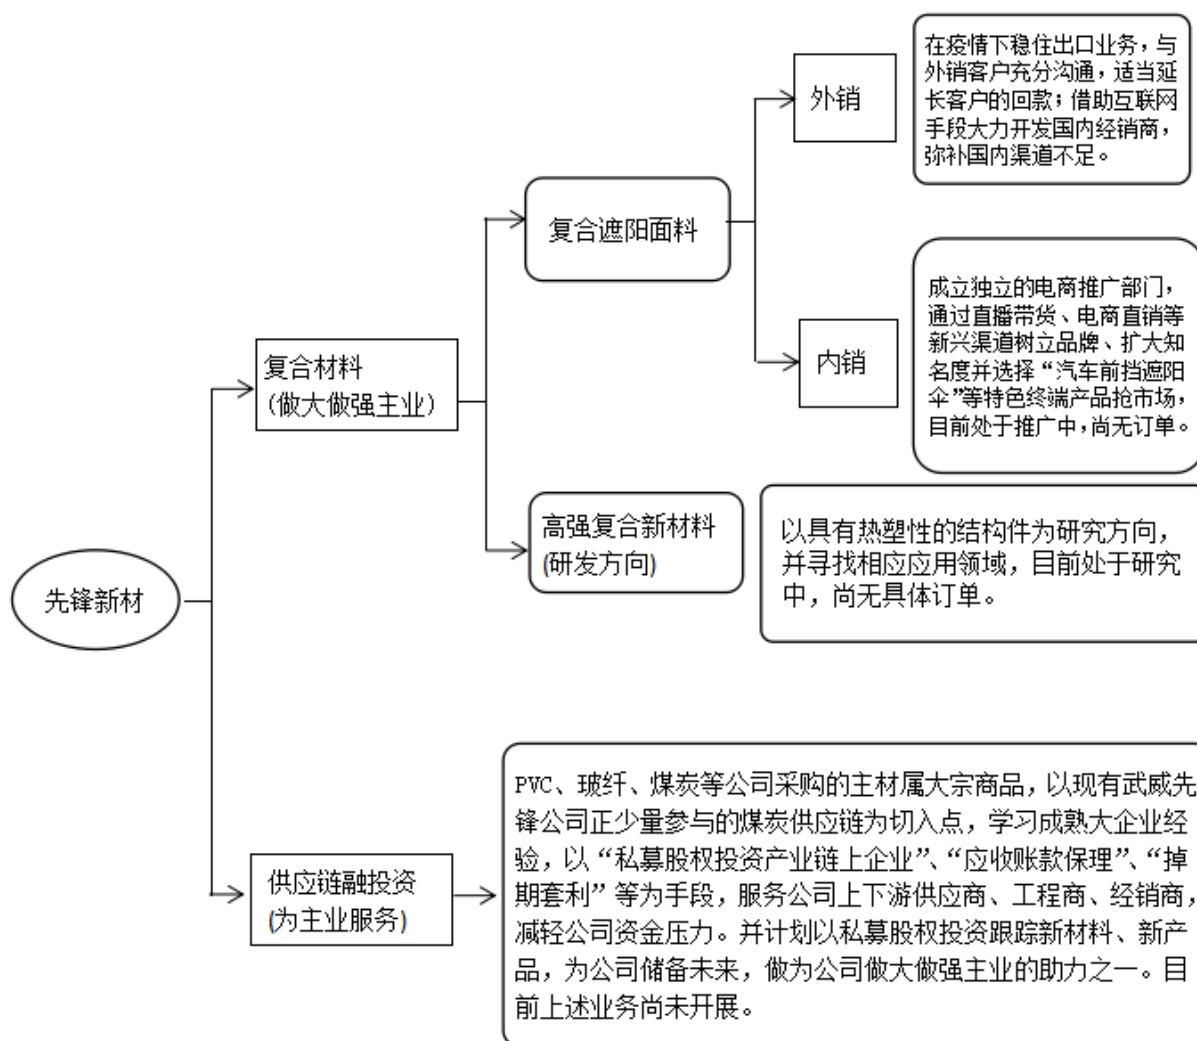 在疫情下稳住出口业务，与
外销客户充分沟通，适当延
长客户的回款；借助互联网
手段大力开发国内经销商，
弥补国内渠道不足。
外销
复合遮阳面料
成立独立的电商推广部门，
通过直播带货、电商直销等
新兴渠道树立品牌、扩大知
名度并选择“汽车前挡遮阳
伞”等特色终端产品抢市场，
目前处于推广中，尚无订单。
内销
复合材料
(做大做强主业)
高强复合新材料
(研发方向)
以具有热塑性的结构件为研究方向，
并寻找相应应用领域，目前处于研究
中，尚无具体订单。
先锋新材
PVC、玻纤、煤炭等公司采购的主材属大宗商品，以现有武威先
锋公司正少量参与的煤炭供应链为切入点，学习成熟大企业经
验，以“私募股权投资产业链上企业”、“应收账款保理”、“掉
期套利”等为手段，服务公司上下游供应商、工程商、经销商，
减轻公司资金压力。并计划以私募股权投资跟踪新材料、新产
品，为公司储备未来，做为公司做大做强主业的助力之一。目
前上述业务尚未开展。
供应链融投资
(为主业服务)